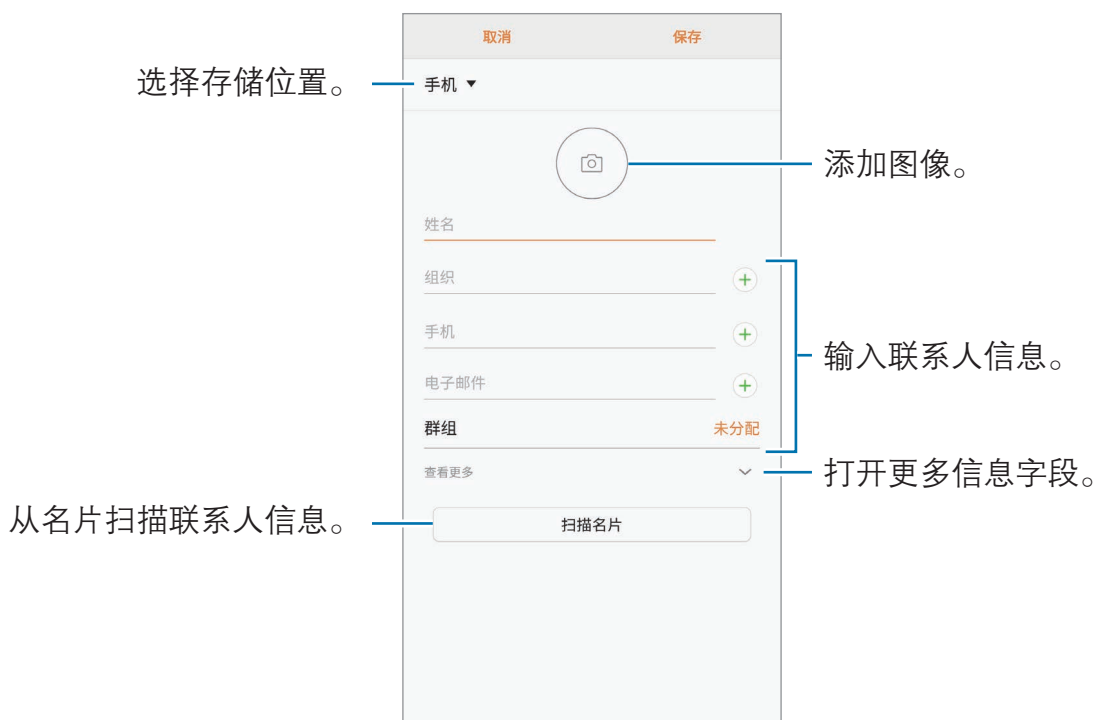 取消 保存
选择存储位置。
手机
添加图像。
姓名
组织
手机
输入联系人信息。
电子邮件
群组 未分配
查看更多
打开更多信息字段。
从名片扫描联系人信息。
扫描名片